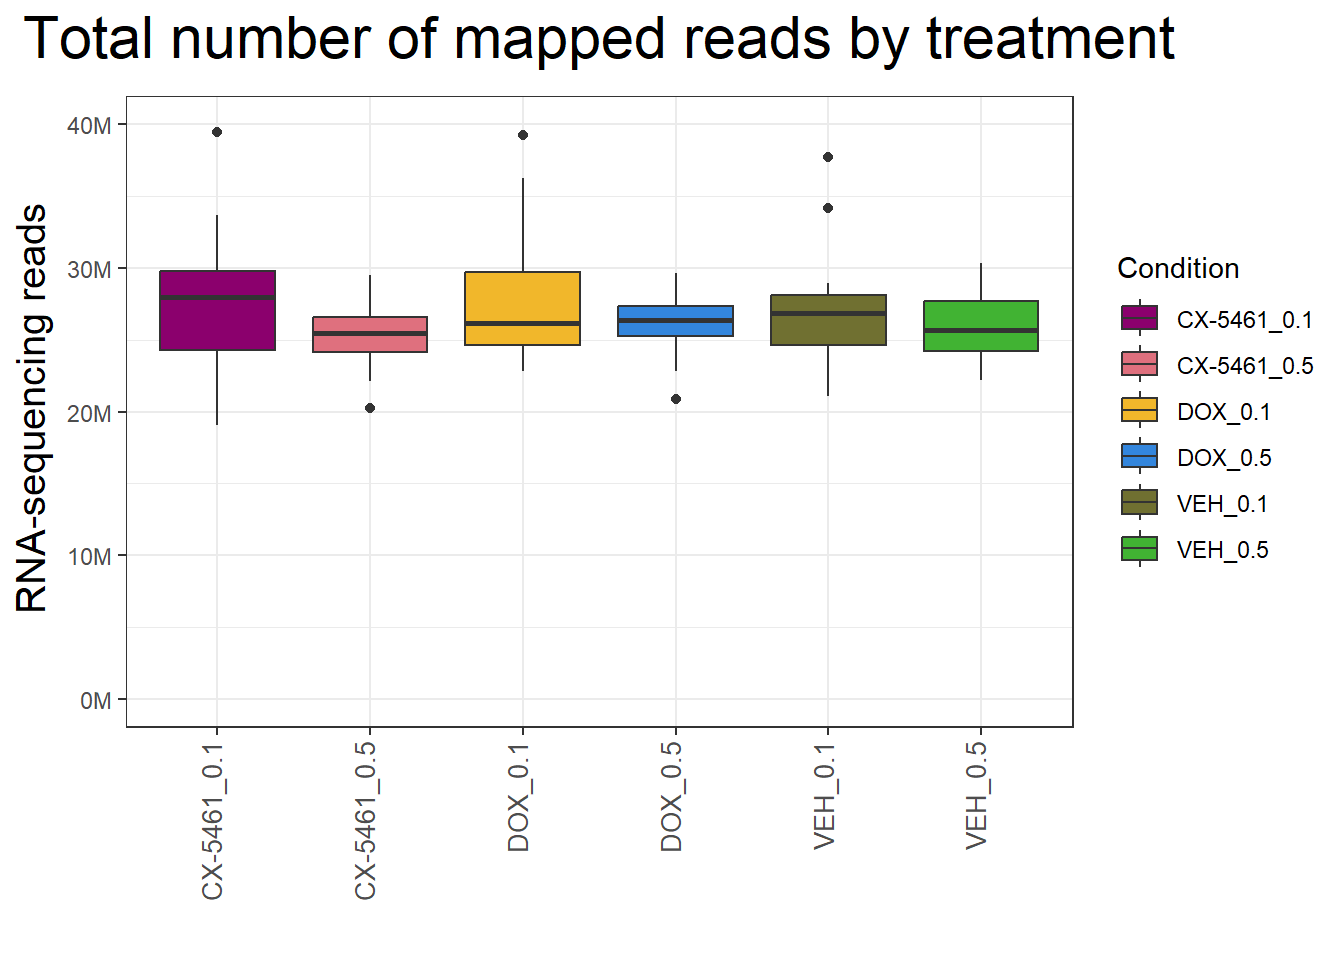 Total number of mapped reads by treatment
RNA-sequencing reads
40M
30M
20M
10M
0M
CX-5461_0.1
CX-5461_0.5
DOX_0.1
DOX_0.5
VEH_0.1
VEH_0.5
Condition
CX-5461_0.1
CX-5461_0.5
DOX_0.1
DOX_0.5
VEH_0.1
VEH_0.5